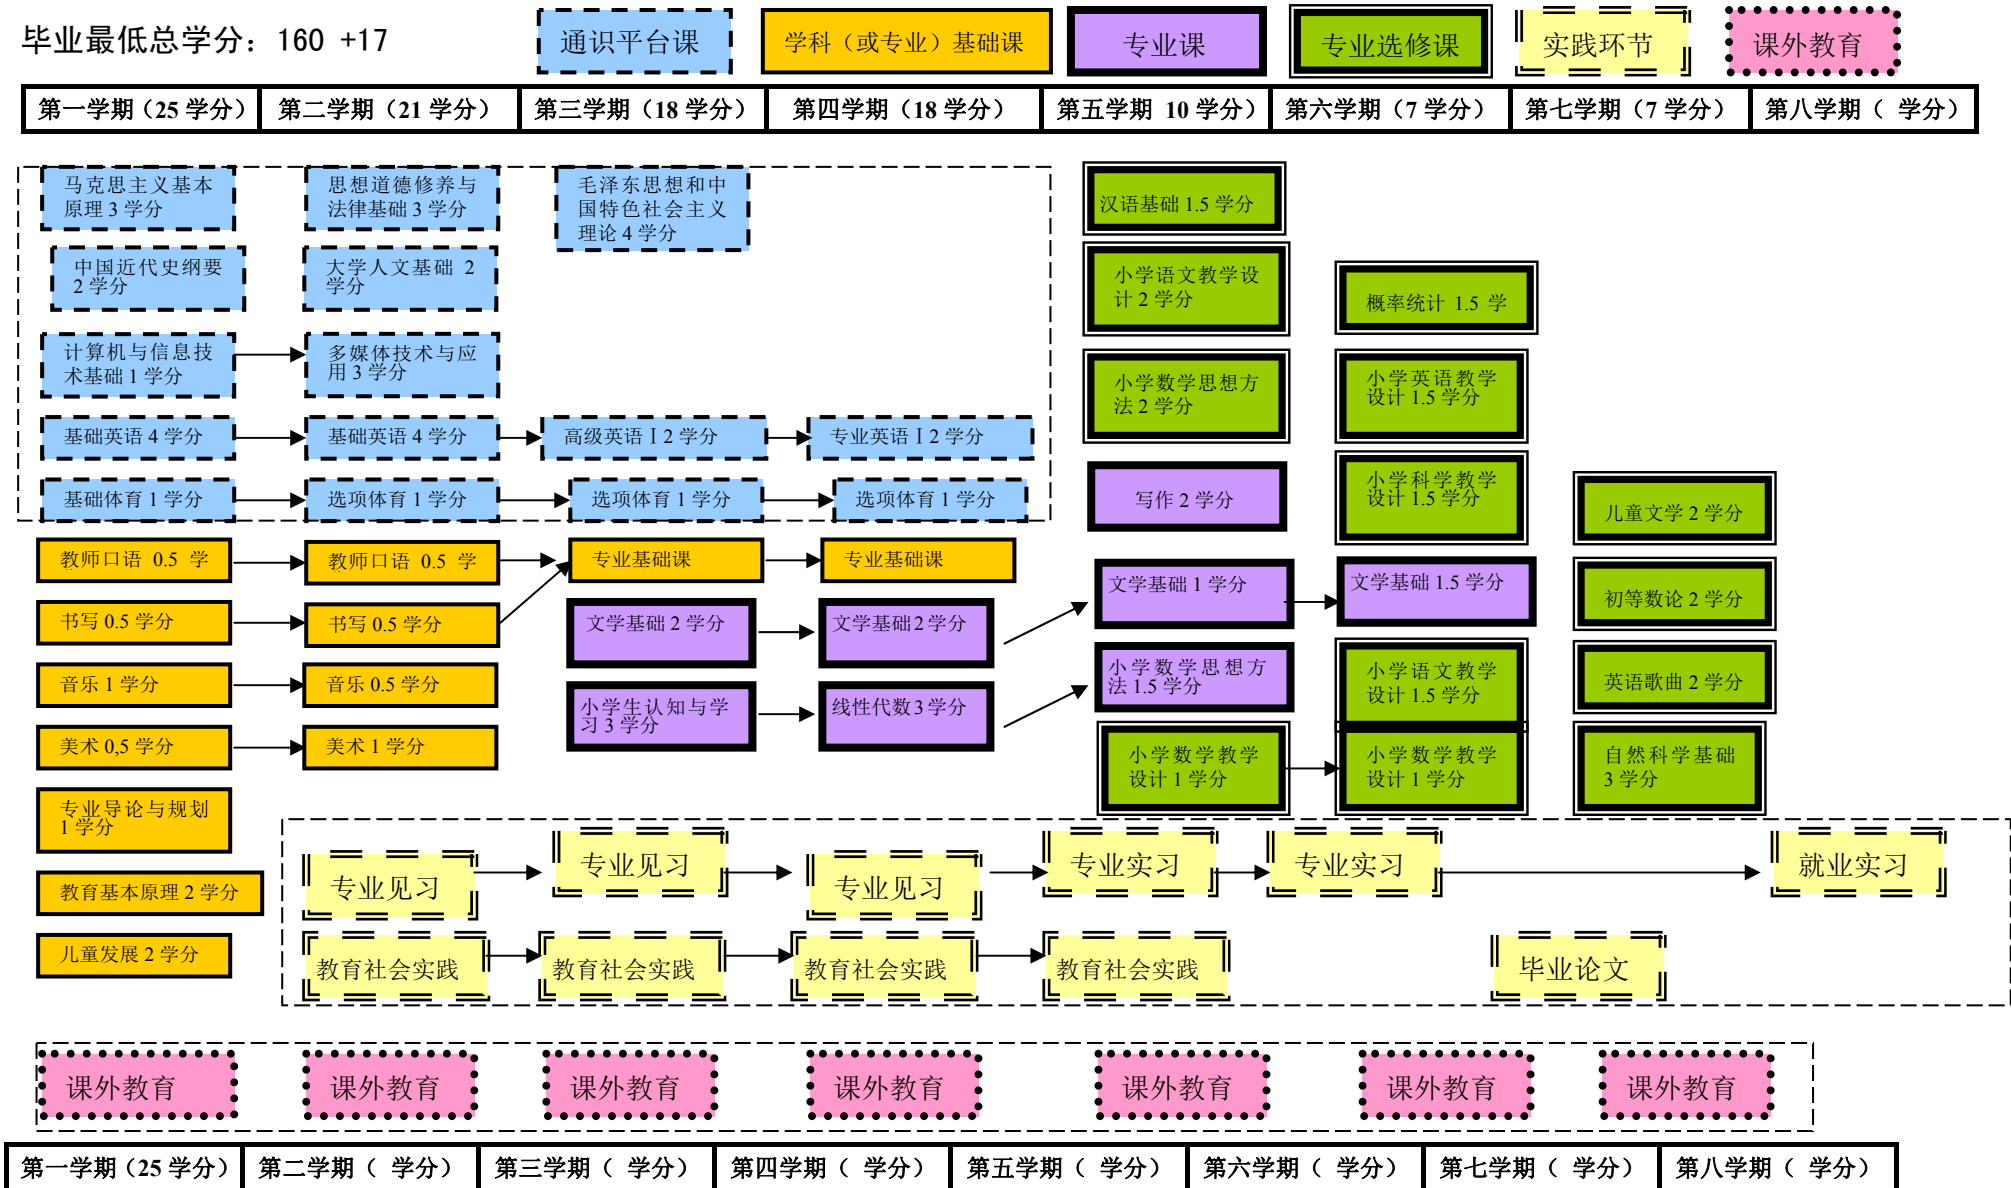 毕业最低总学分：160 +17
通识平台课
学科（或专业）基础课
专业课
专业选修课
实践环节
课外教育
第一学期（25 学分）
第二学期（21 学分）
第三学期（18 学分）
第四学期（18 学分）
第五学期 10 学分）
第六学期（7 学分）
第七学期（7 学分）
第八学期（ 学分）
马克思主义基本
原理 3 学分
思想道德修养与
法律基础 3 学分
毛泽东思想和中
国特色社会主义
理论 4 学分
汉语基础 1.5 学分
中国近代史纲要
2 学分
大学人文基础 2
学分
小学语文教学设
计 2 学分
概率统计 1.5 学
计算机与信息技
术基础 1 学分
多媒体技术与应
用 3 学分
小学数学思想方
法 2 学分
小学英语教学
设计 1.5 学分
基础英语 4 学分
基础英语 4 学分
高级英语 I 2 学分
专业英语 I 2 学分
基础体育 1 学分
选项体育 1 学分
选项体育 1 学分
选项体育 1 学分
写作 2 学分
小学科学教学
设计 1.5 学分
儿童文学 2 学分
教师口语 0.5 学
教师口语 0.5 学
专业基础课
专业基础课
文学基础 1 学分
文学基础 1.5 学分
初等数论 2 学分
书写 0.5 学分
书写 0.5 学分
文学基础 2 学分
文学基础 2 学分
音乐 1 学分
音乐 0.5 学分
小学生认知与学
习 3 学分
线性代数 3 学分
小学数学思想方
法 1.5 学分
小学语文教学
设计 1.5 学分
英语歌曲 2 学分
美术 0,5 学分
美术 1 学分
小学数学教学
设计 1 学分
小学数学教学
设计 1 学分
自然科学基础
3 学分
专业导论与规划
1 学分
教育基本原理 2 学分
儿童发展 2 学分
专业见习
专业见习
专业见习
专业实习
专业实习
就业实习
教育社会实践
教育社会实践
教育社会实践
教育社会实践
毕业论文
课外教育
课外教育
课外教育
课外教育
课外教育
课外教育
课外教育
第一学期（25 学分）
第二学期（ 学分）
第三学期（ 学分）
第四学期（ 学分）
第五学期（ 学分）
第六学期（ 学分）
第七学期（ 学分）
第八学期（ 学分）